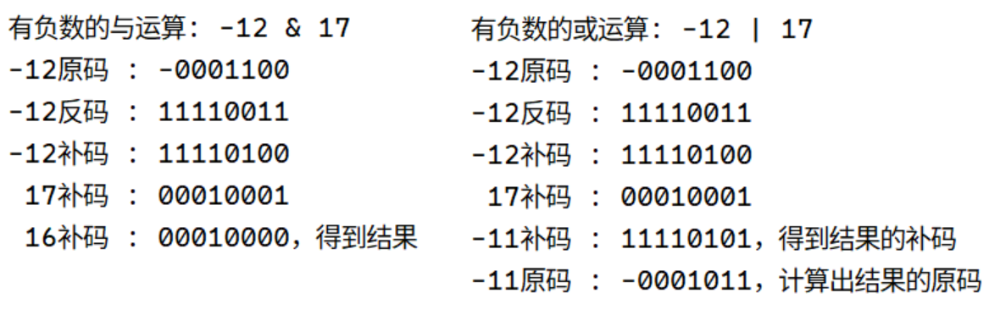 有负数的与运算: -12 & 17
-12原码 : -0001100
-12反码 : 11110011
-12补码 : 11110100
17补码 : 00010001
16补码 : 00010000，得到结果
有负数的或运算: -12 | 17
-12原码 : -0001100
-12反码 : 11110011
-12补码 : 11110100
17补码 : 00010001
-11补码 : 11110101，得到结果的补码
-11原码 : -0001011，计算出结果的原码